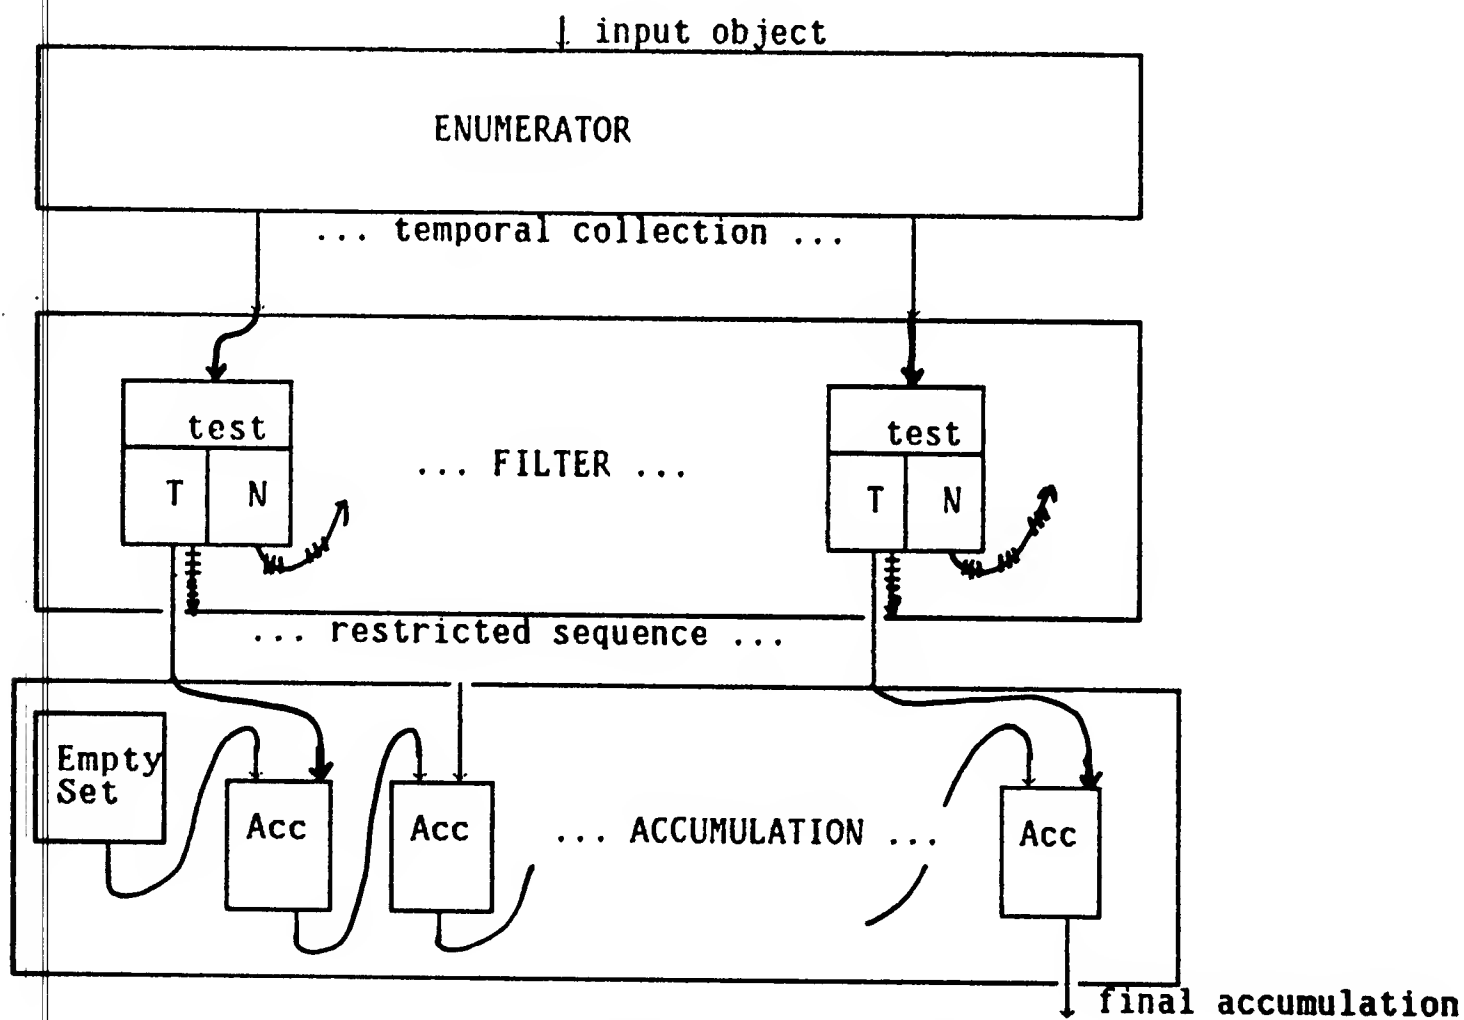 input object
ENUMERATOR
... temporal collection ...
test
test
T
N
... FILTER ...
T
N
... restricted sequence ...
Empty
Set
Acc
Acc
... ACCUMULATION ...
Acc
final accumulation